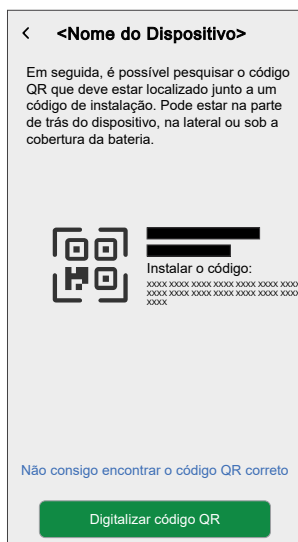 <Nome do Dispositivo>
Em seguida, é possível pesquisar o código
QR que deve estar localizado junto a um
código de instalação. Pode estar na parte
de trás do dispositivo, na lateral ou sob a
cobertura da bateria.
Instalar o código:
xxxx xxxx xxxx xxxx xxxx xxxx xxxx
xxxx xxxx xxxx xxxx xxxx xxxx xxxx
xxxx
Não consigo encontrar o código QR correto
Digitalizar código QR